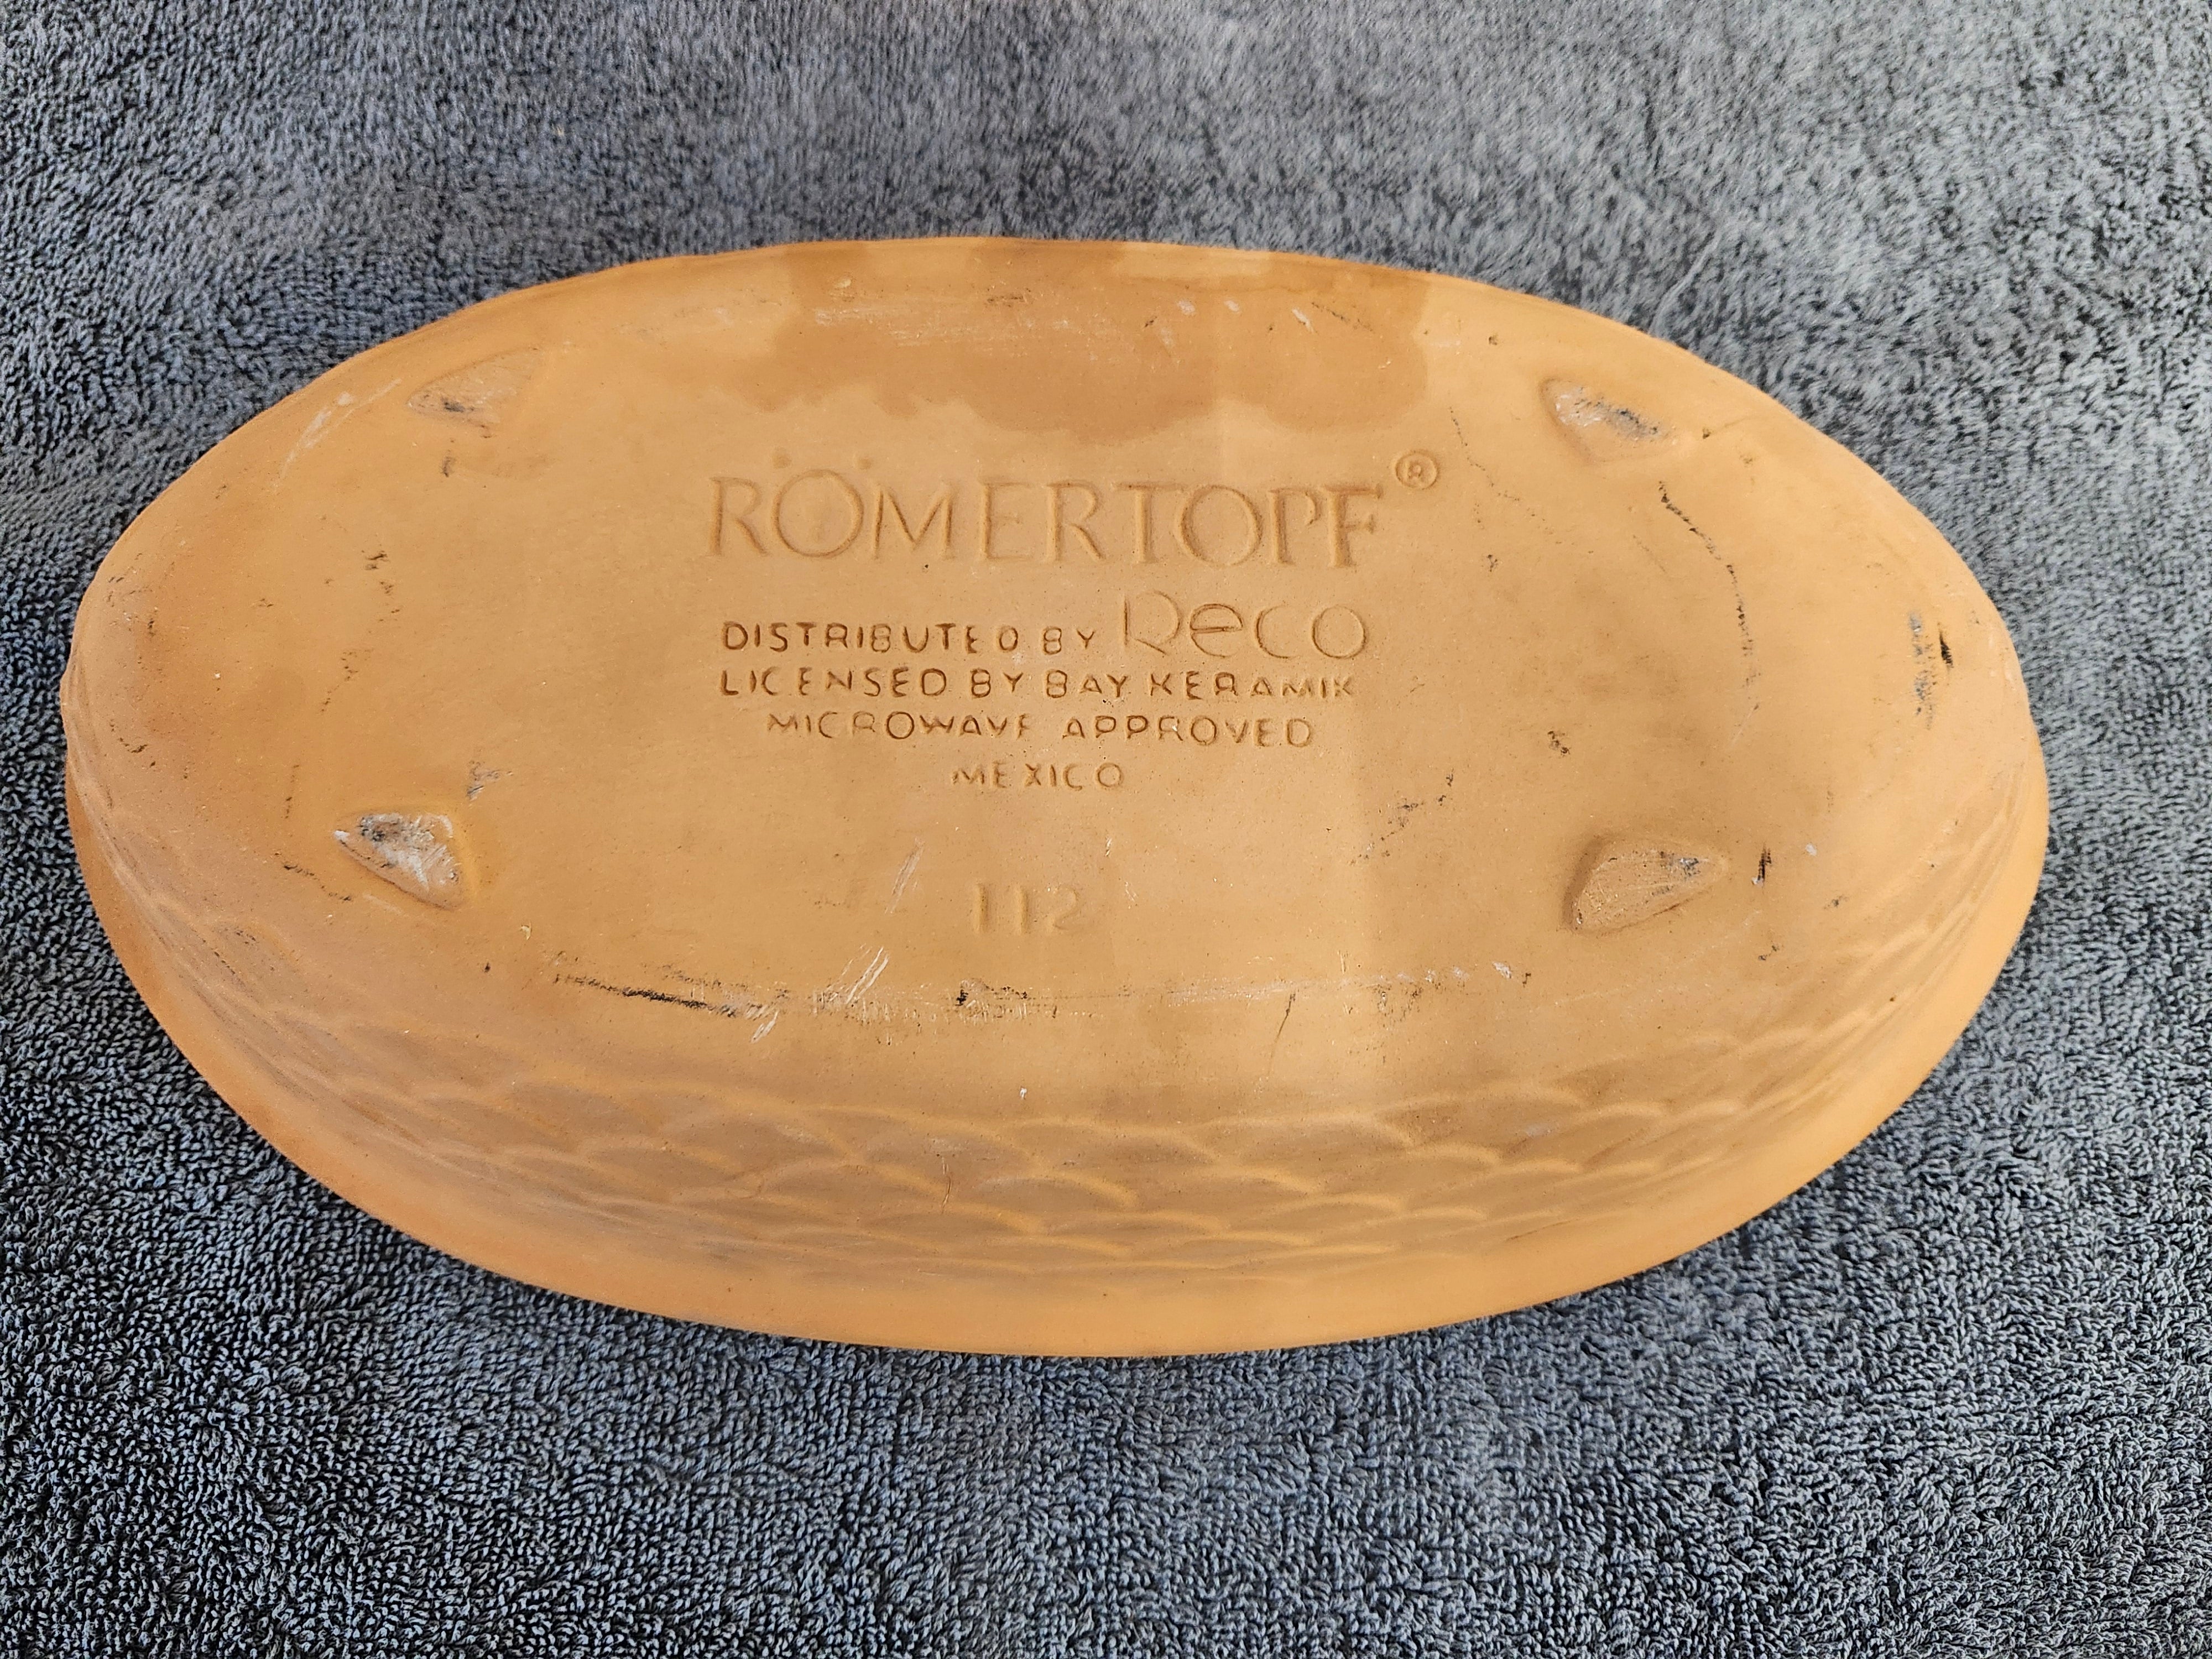 RÖMERTOPF®
DISTRIBUTED BY Reco
LICENSED BY BAY KERAMIK
MICROWAVE APPROVED
MEXICO
112